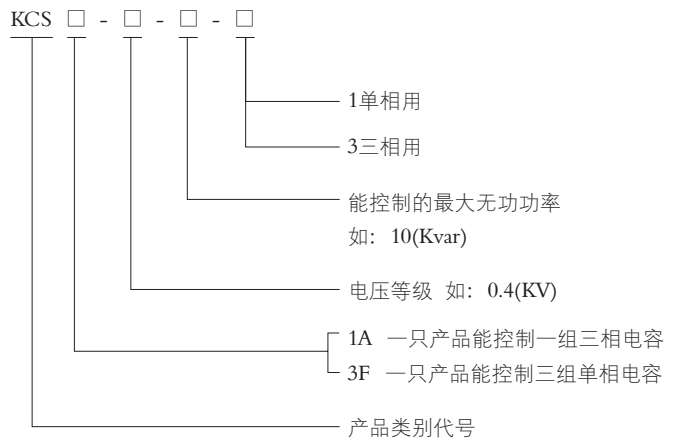 KCS □ - □ - □ - □
1单相用
3三相用
能控制的最大无功功率
如：10(Kvar)
电压等级 如：0.4(KV)
1A 一只产品能控制一组三相电容
3F 一只产品能控制三组单相电容
产品类别代号